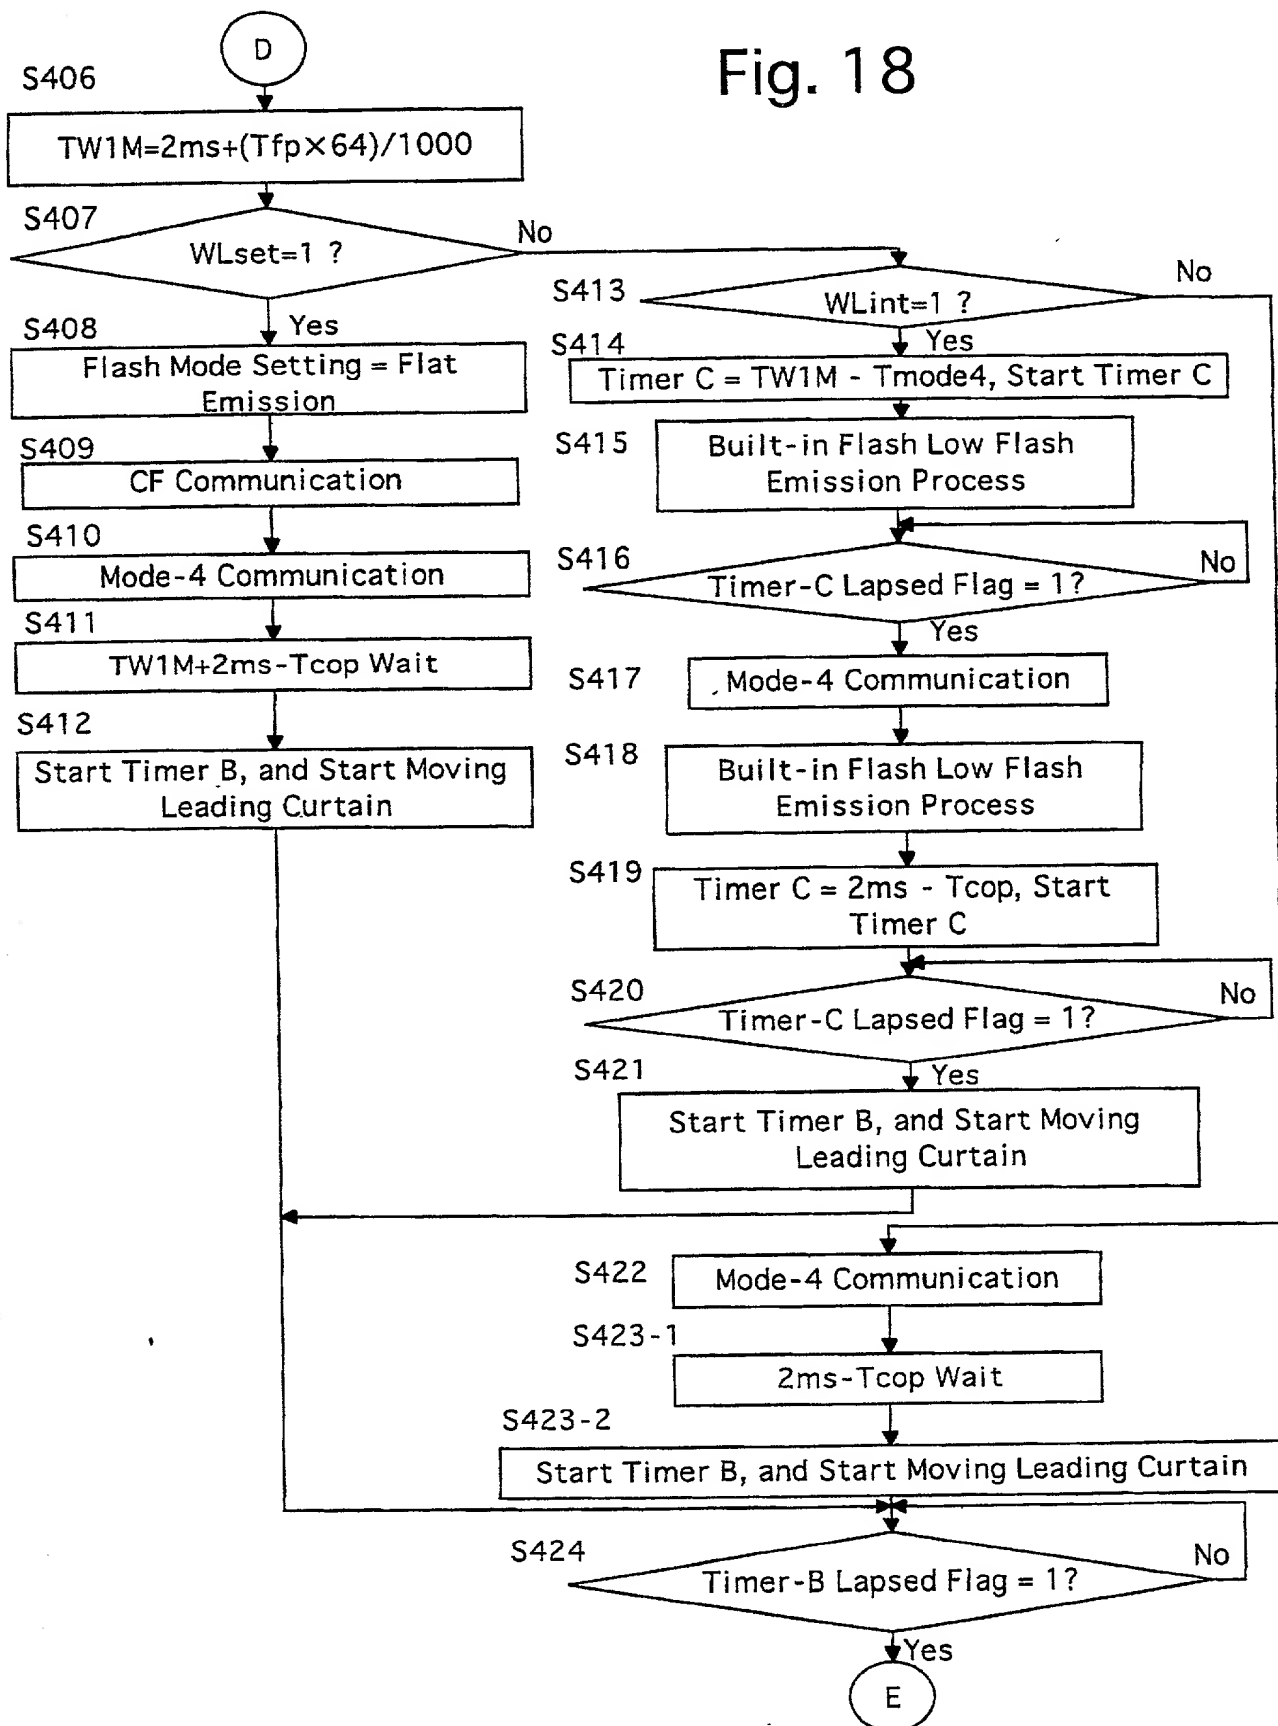 Fig. 18
D
S406
TW1M=2ms+(Tfp×64)/1000
S407
WLset=1 ?
No
Yes
S408
Flash Mode Setting = Flat
Emission
S409
CF Communication
S410
Mode-4 Communication
S411
TW1M+2ms-Tcop Wait
S412
Start Timer B, and Start Moving
Leading Curtain
S413
WLint=1 ?
No
Yes
S414
Timer C = TW1M - Tmode4, Start Timer C
S415
Built-in Flash Low Flash
Emission Process
S416
Timer-C Lapsed Flag = 1?
No
Yes
S417
Mode-4 Communication
S418
Built-in Flash Low Flash
Emission Process
S419
Timer C = 2ms - Tcop, Start
Timer C
S420
Timer-C Lapsed Flag = 1?
No
Yes
S421
Start Timer B, and Start Moving
Leading Curtain
S422
Mode-4 Communication
S423-1
2ms-Tcop Wait
S423-2
Start Timer B, and Start Moving Leading Curtain
S424
Timer-B Lapsed Flag = 1?
No
Yes
E